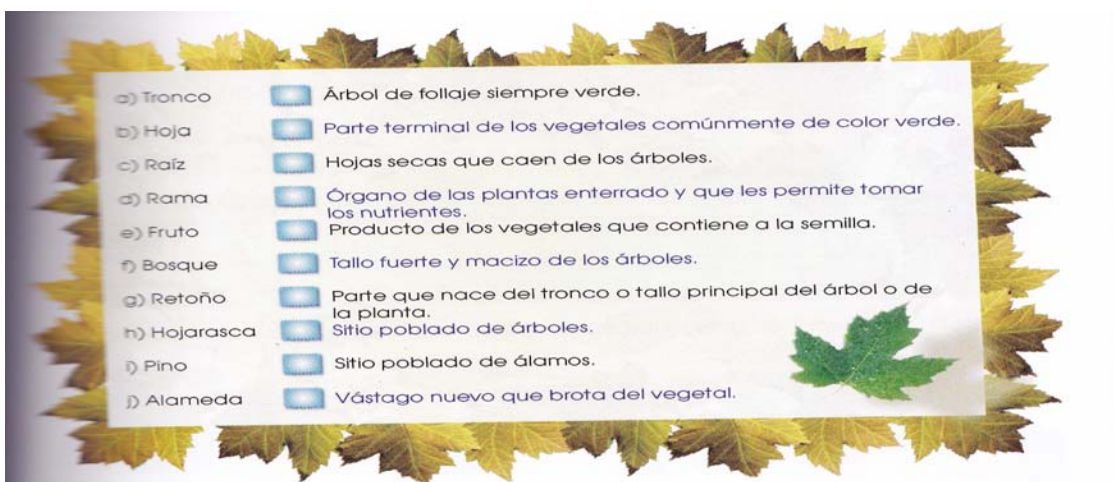 a) Tronco Árbol de follaje siempre verde.
b) Hoja Parte terminal de los vegetales comúnmente de color verde.
c) Raíz Hojas secas que caen de los árboles.
d) Rama Órgano de las plantas enterrado y que les permite tomar
los nutrientes.
e) Fruto Producto de los vegetales que contiene a la semilla.
f) Bosque Tallo fuerte y macizo de los árboles.
g) Retoño Parte que nace del tronco o tallo principal del árbol o de
la planta.
h) Hojarasca Sitio poblado de árboles.
i) Pino Sitio poblado de álamos.
j) Alameda Vástago nuevo que brota del vegetal.